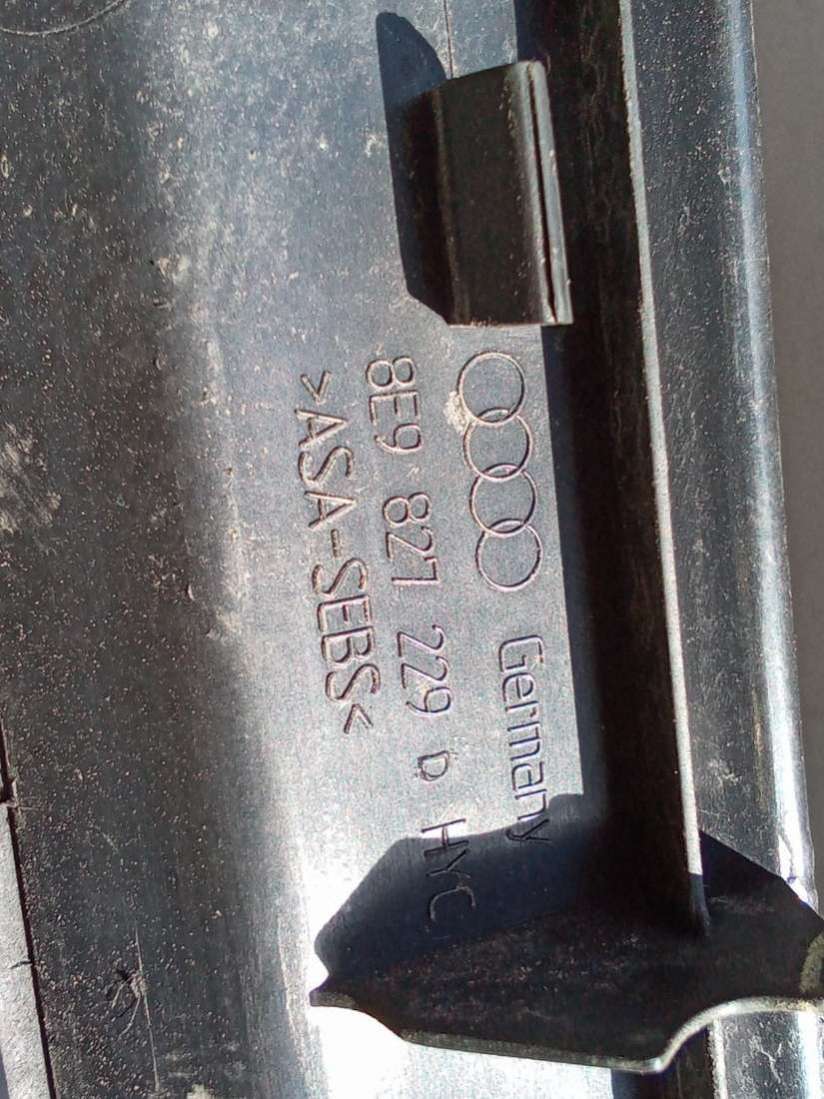 Germany
8E9 827 229 D HYC
>ASA-SEBS<